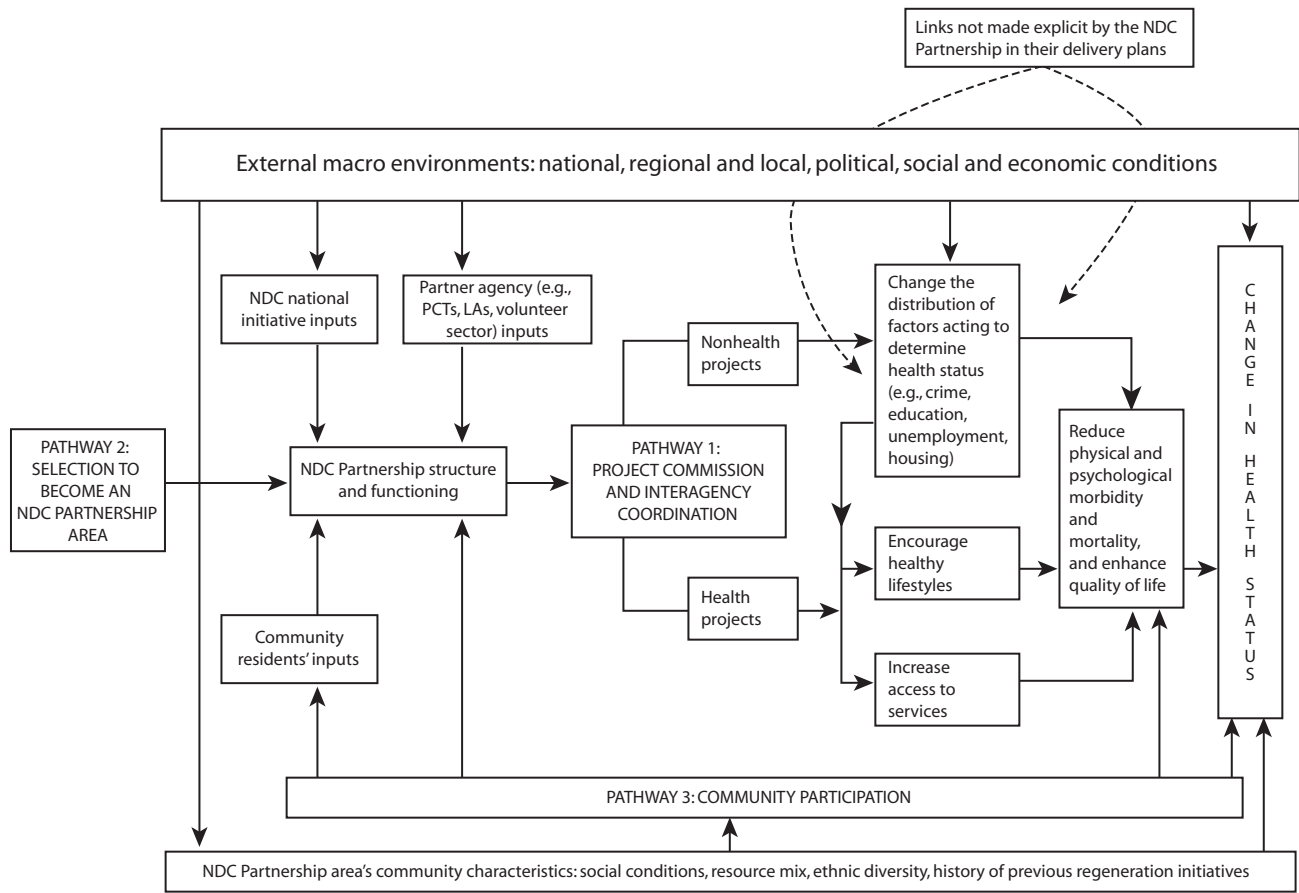 Links not made explicit by the NDC
Partnership in their delivery plans
External macro environments: national, regional and local, political, social and economic conditions
NDC national
initiative inputs
Partner agency (e.g.,
PCTs, LAs, volunteer
sector) inputs
Nonhealth
projects
Change the
distribution of
factors acting to
determine
health status
(e.g., crime,
education,
unemployment,
housing)
CHANGE IN HEALTH STATUS
PATHWAY 2:
SELECTION TO
BECOME AN
NDC PARTNERSHIP
AREA
NDC Partnership structure
and functioning
PATHWAY 1:
PROJECT COMMISSION
AND INTERAGENCY
COORDINATION
Reduce
physical and
psychological
morbidity
and
mortality,
and enhance
quality of life
Encourage
healthy
lifestyles
Health
projects
Community
residents’ inputs
Increase
access to
services
PATHWAY 3: COMMUNITY PARTICIPATION
NDC Partnership area’s community characteristics: social conditions, resource mix, ethnic diversity, history of previous regeneration initiatives